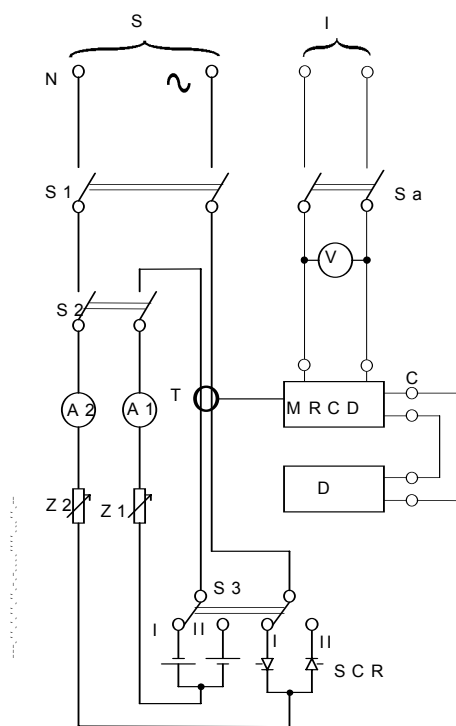 S I
N
S 1 S a
V
S 2
C
T
A 2 A 1 M R C D
D
Z 2 Z 1
S 3
I II I II
S C R